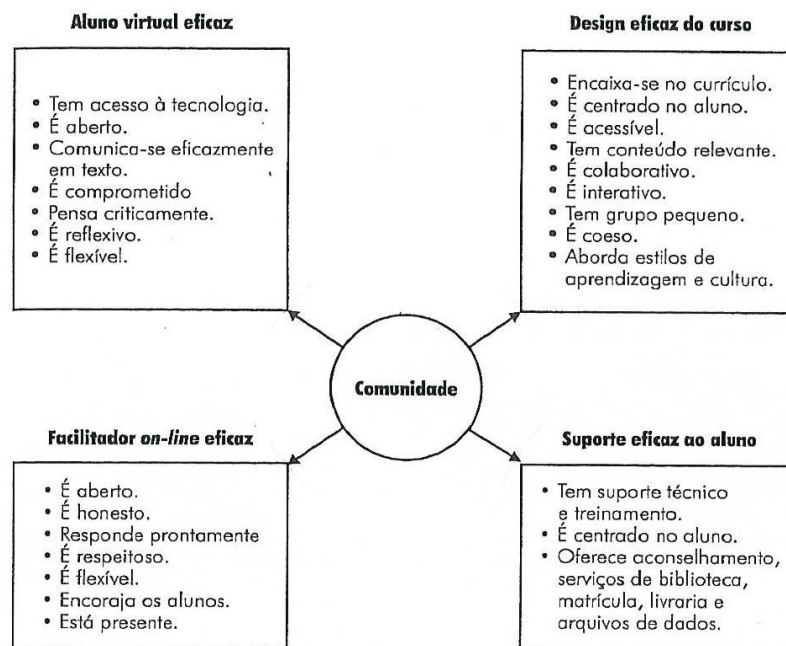 Aluno virtual eficaz
• Tem acesso à tecnologia.
• É aberto.
• Comunica-se eficazmente
em texto.
• É comprometido
• Pensa criticamente.
• É reflexivo.
• É flexível.
Design eficaz do curso
• Encaixa-se no currículo.
• É centrado no aluno.
• É acessível.
• Tem conteúdo relevante.
• É colaborativo.
• É interativo.
• Tem grupo pequeno.
• É coeso.
• Aborda estilos de
aprendizagem e cultura.
Comunidade
Facilitador on-line eficaz
• É aberto.
• É honesto.
• Responde prontamente
• É respeitoso.
• É flexível.
• Encoraja os alunos.
• Está presente.
Suporte eficaz ao aluno
• Tem suporte técnico
e treinamento.
• É centrado no aluno.
• Oferece aconselhamento,
serviços de biblioteca,
matrícula, livraria e
arquivos de dados.